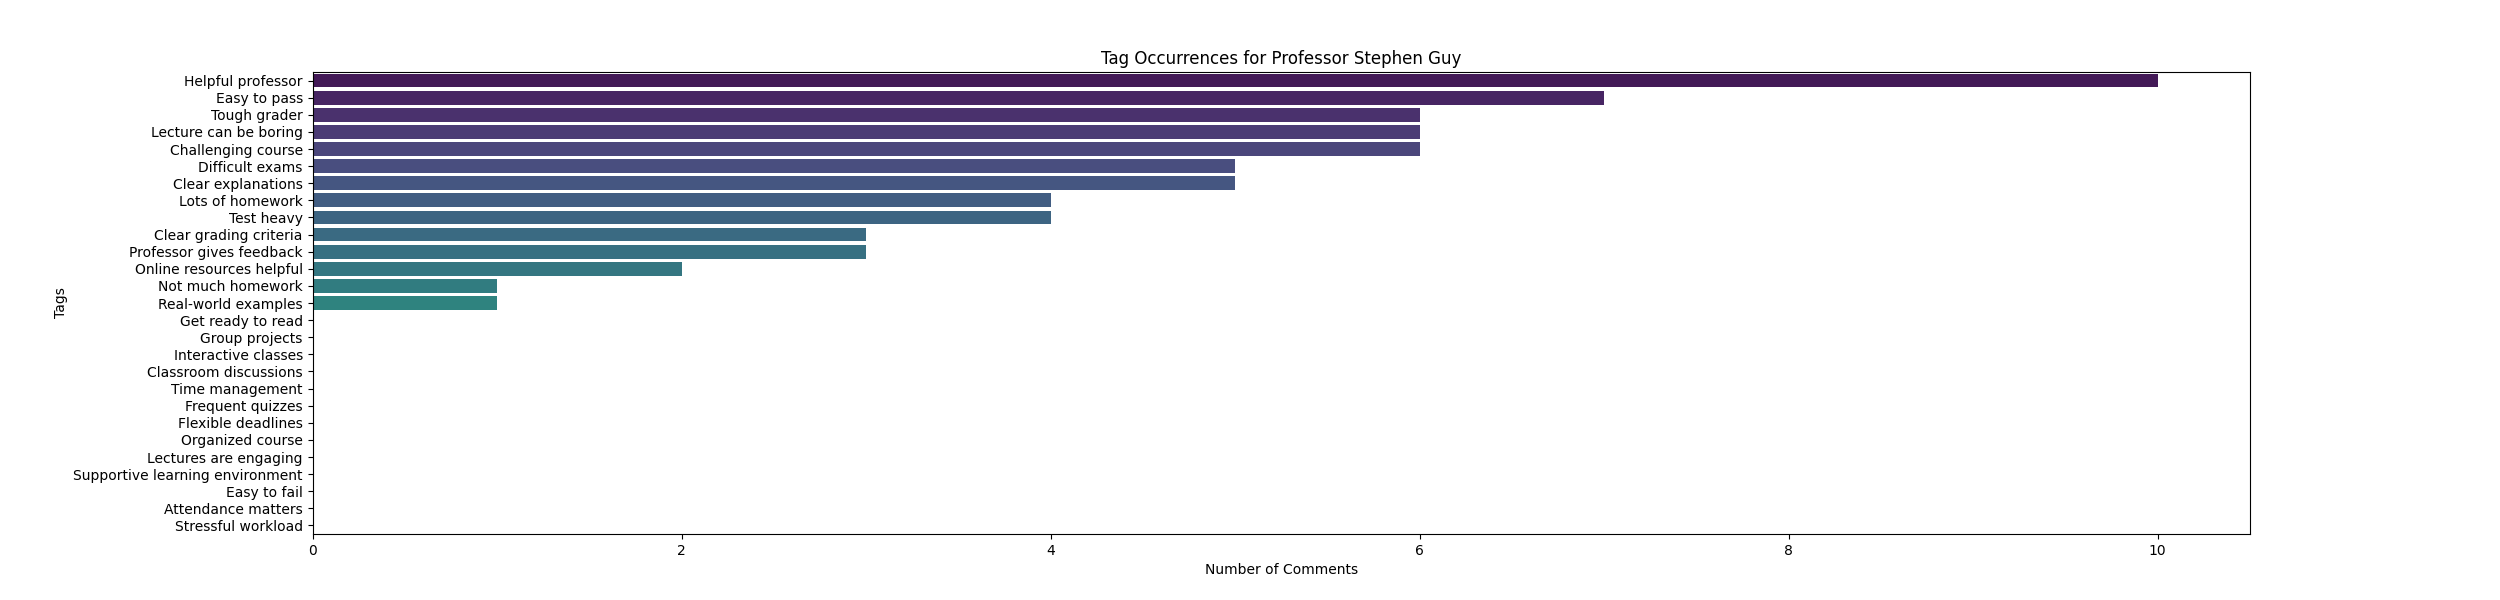 Tag Occurrences for Professor Stephen Guy
Tags
Helpful professor
Easy to pass
Tough grader
Lecture can be boring
Challenging course
Difficult exams
Clear explanations
Lots of homework
Test heavy
Clear grading criteria
Professor gives feedback
Online resources helpful
Not much homework
Real-world examples
Get ready to read
Group projects
Interactive classes
Classroom discussions
Time management
Frequent quizzes
Flexible deadlines
Organized course
Lectures are engaging
Supportive learning environment
Easy to fail
Attendance matters
Stressful workload
0 2 4 6 8 10
Number of Comments